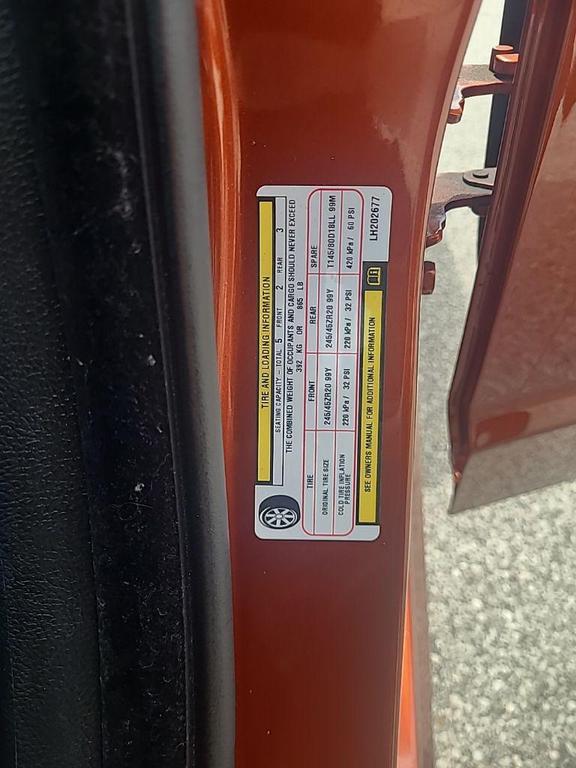 TIRE AND LOADING INFORMATION
SEATING CAPACITY - TOTAL 5 FRONT 2 REAR 3
THE COMBINED WEIGHT OF OCCUPANTS AND CARGO SHOULD NEVER EXCEED
392 KG OR 865 LB
TIRE FRONT REAR SPARE
ORIGINAL TIRE SIZE 245/45ZR20 99Y 245/45ZR20 99Y T145/80D18LL 99M
COLD TIRE INFLATION PRESSURE 220 kPa / 32 PSI 220 kPa / 32 PSI 420 kPa / 60 PSI
SEE OWNERS MANUAL FOR ADDITIONAL INFORMATION
LH202677